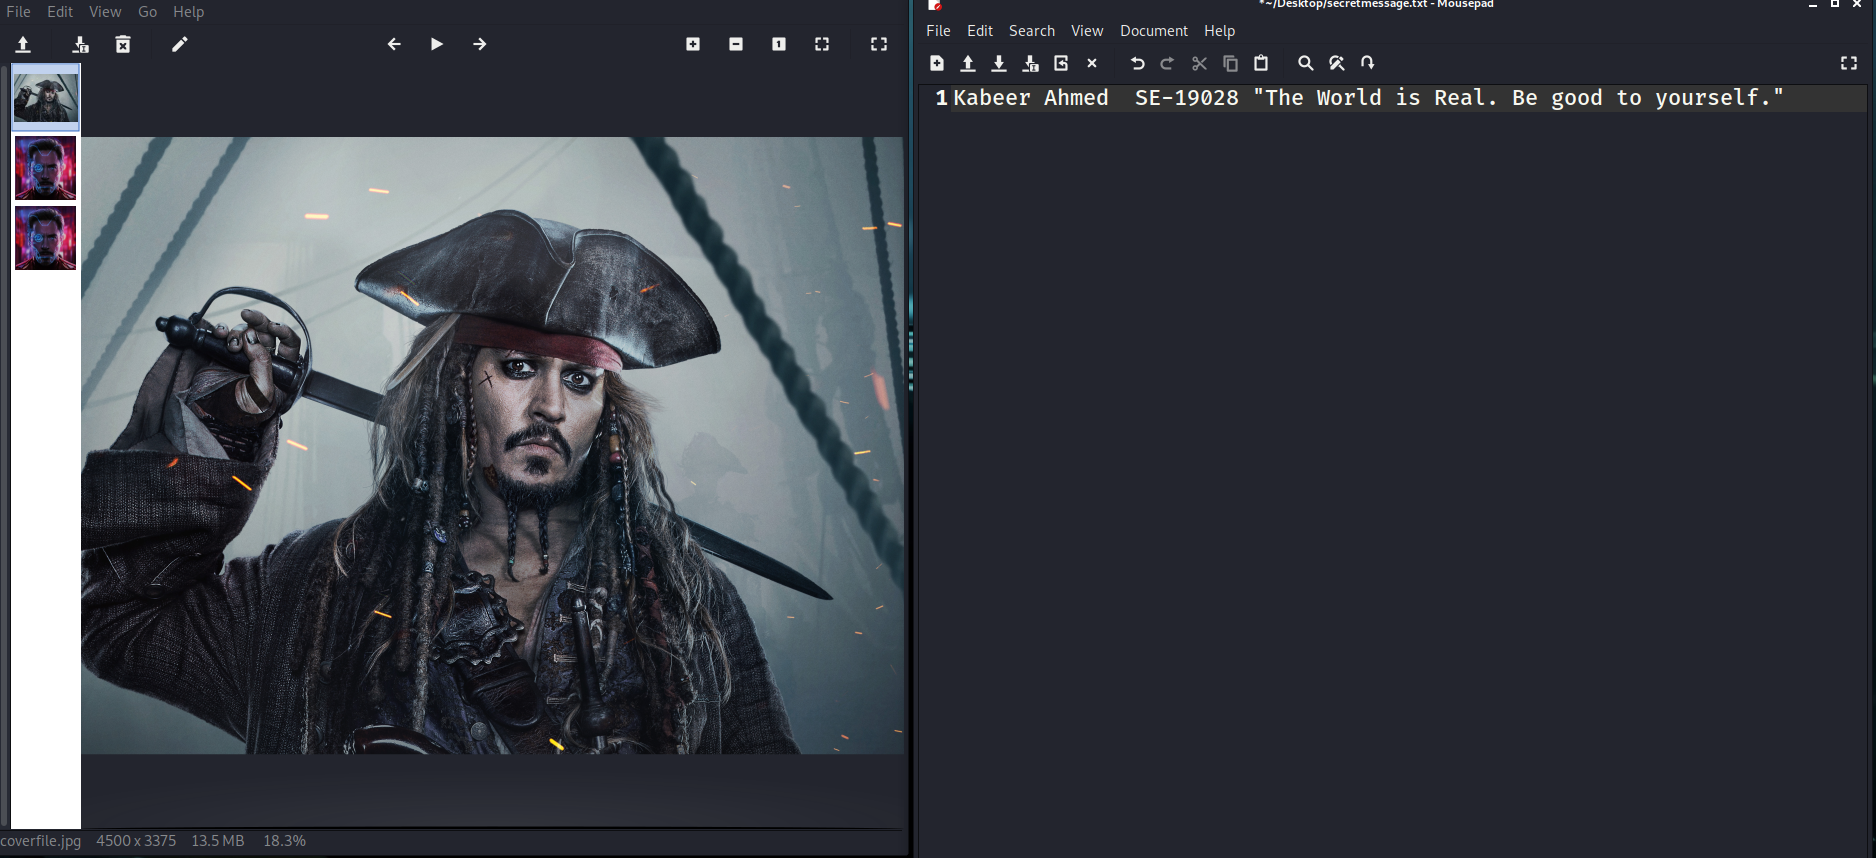 File Edit View Go Help
coverfile.jpg 4500 x 3375 13.5 MB 18.3%
*~/Desktop/secretmessage.txt - Mousepad
File Edit Search View Document Help
1 Kabeer Ahmed  SE-19028 "The World is Real. Be good to yourself."